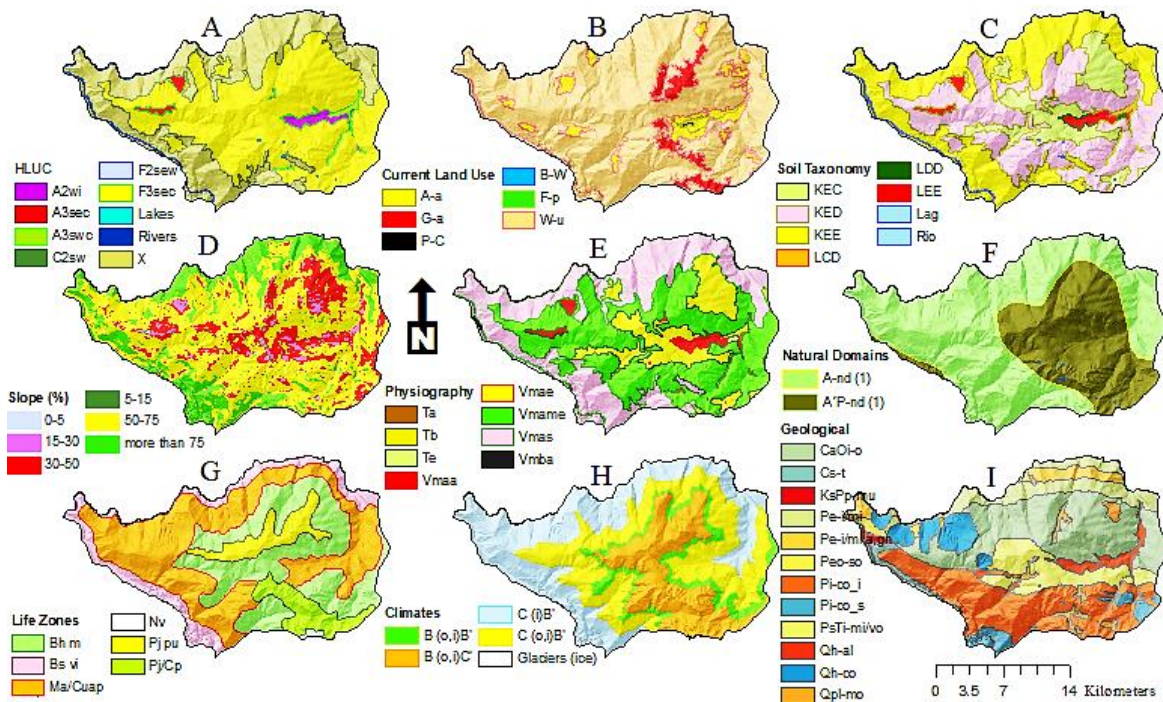 A
B
C
HLUC
A2wi
A3sec
A3swc
C2sw
F2sew
F3sec
Lakes
Rivers
X
Current Land Use
A-a
G-a
P-C
B-W
F-p
W-u
Soil Taxonomy
KEC
KED
KEE
LCD
LDD
LEE
Lag
Rio
D
E
F
N
Slope (%)
0-5
15-30
30-50
5-15
50-75
more than 75
Physiography
Ta
Tb
Te
Vmaa
Vmae
Vmame
Vmas
Vmba
Natural Domains
A-nd (1)
A'P-nd (1)
G
H
I
Life Zones
Bh m
Bs vi
Ma/Cuap
Nv
Pj pu
Pj/Cp
Climates
B (o,i)B'
B (o,i)C'
C (i)B'
C (o,i)B'
Glaciers (ice)
Geological
CaOi-o
Cs-t
Peo-so
Pi-co_i
Pi-co_s
PsTi-mi/vo
Qh-al
Qh-co
Qpl-mo
0 3.5 7 14 Kilometers